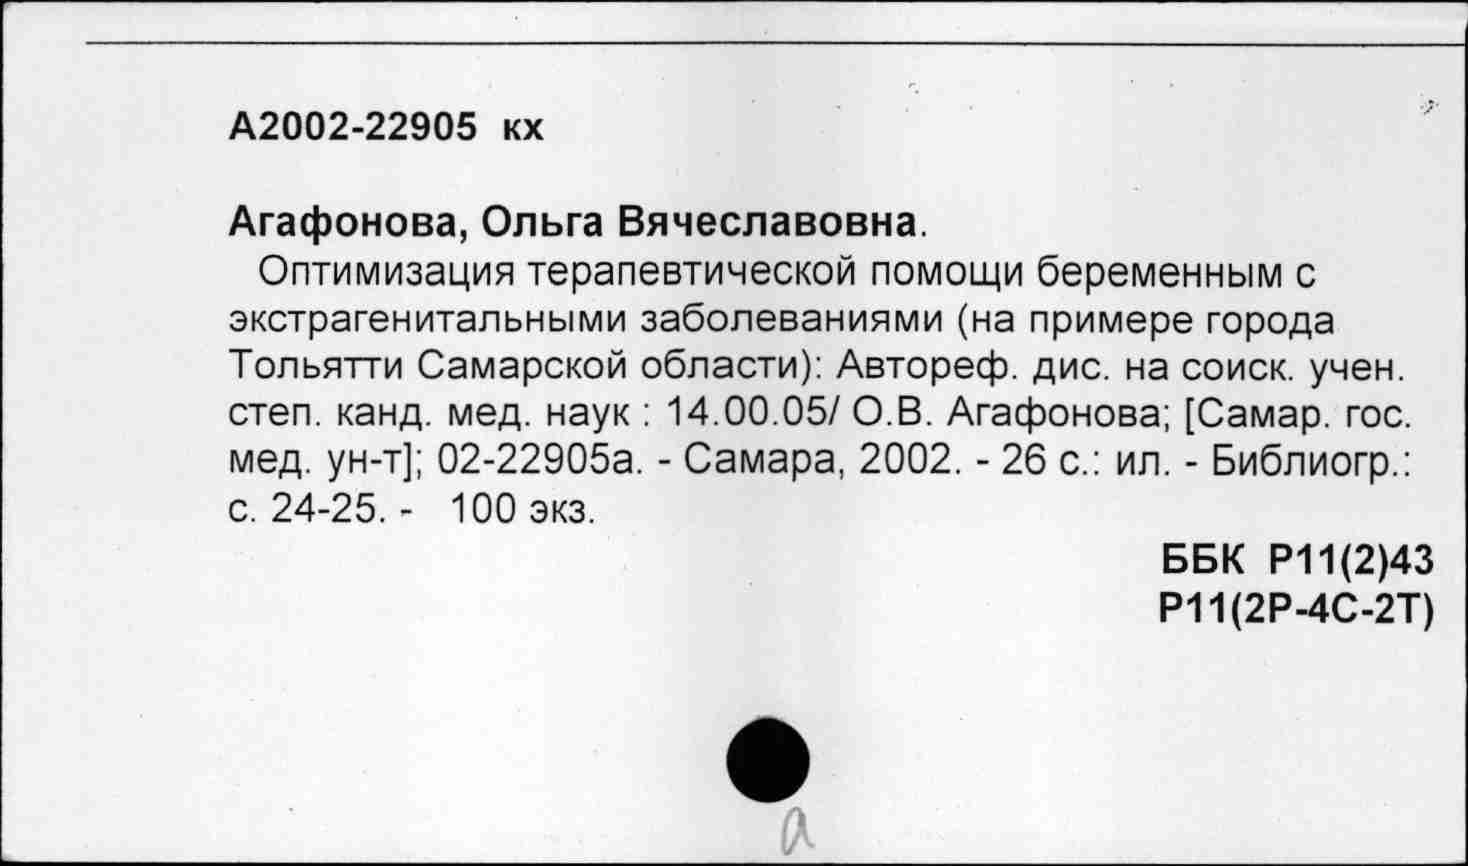 А2002-22905 кх
Агафонова, Ольга Вячеславовна.
Оптимизация терапевтической помощи беременным с
экстрагенитальными заболеваниями (на примере города
Тольятти Самарской области): Автореф. дис. на соиск. учен.
степ. канд. мед. наук : 14.00.05/ О.В. Агафонова; [Самар. гос.
мед. ун-т]; 02-22905а. - Самара, 2002. - 26 с.: ил. - Библиогр.:
с. 24-25. - 100 экз.
ББК Р11(2)43
Р11(2Р-4С-2Т)
а